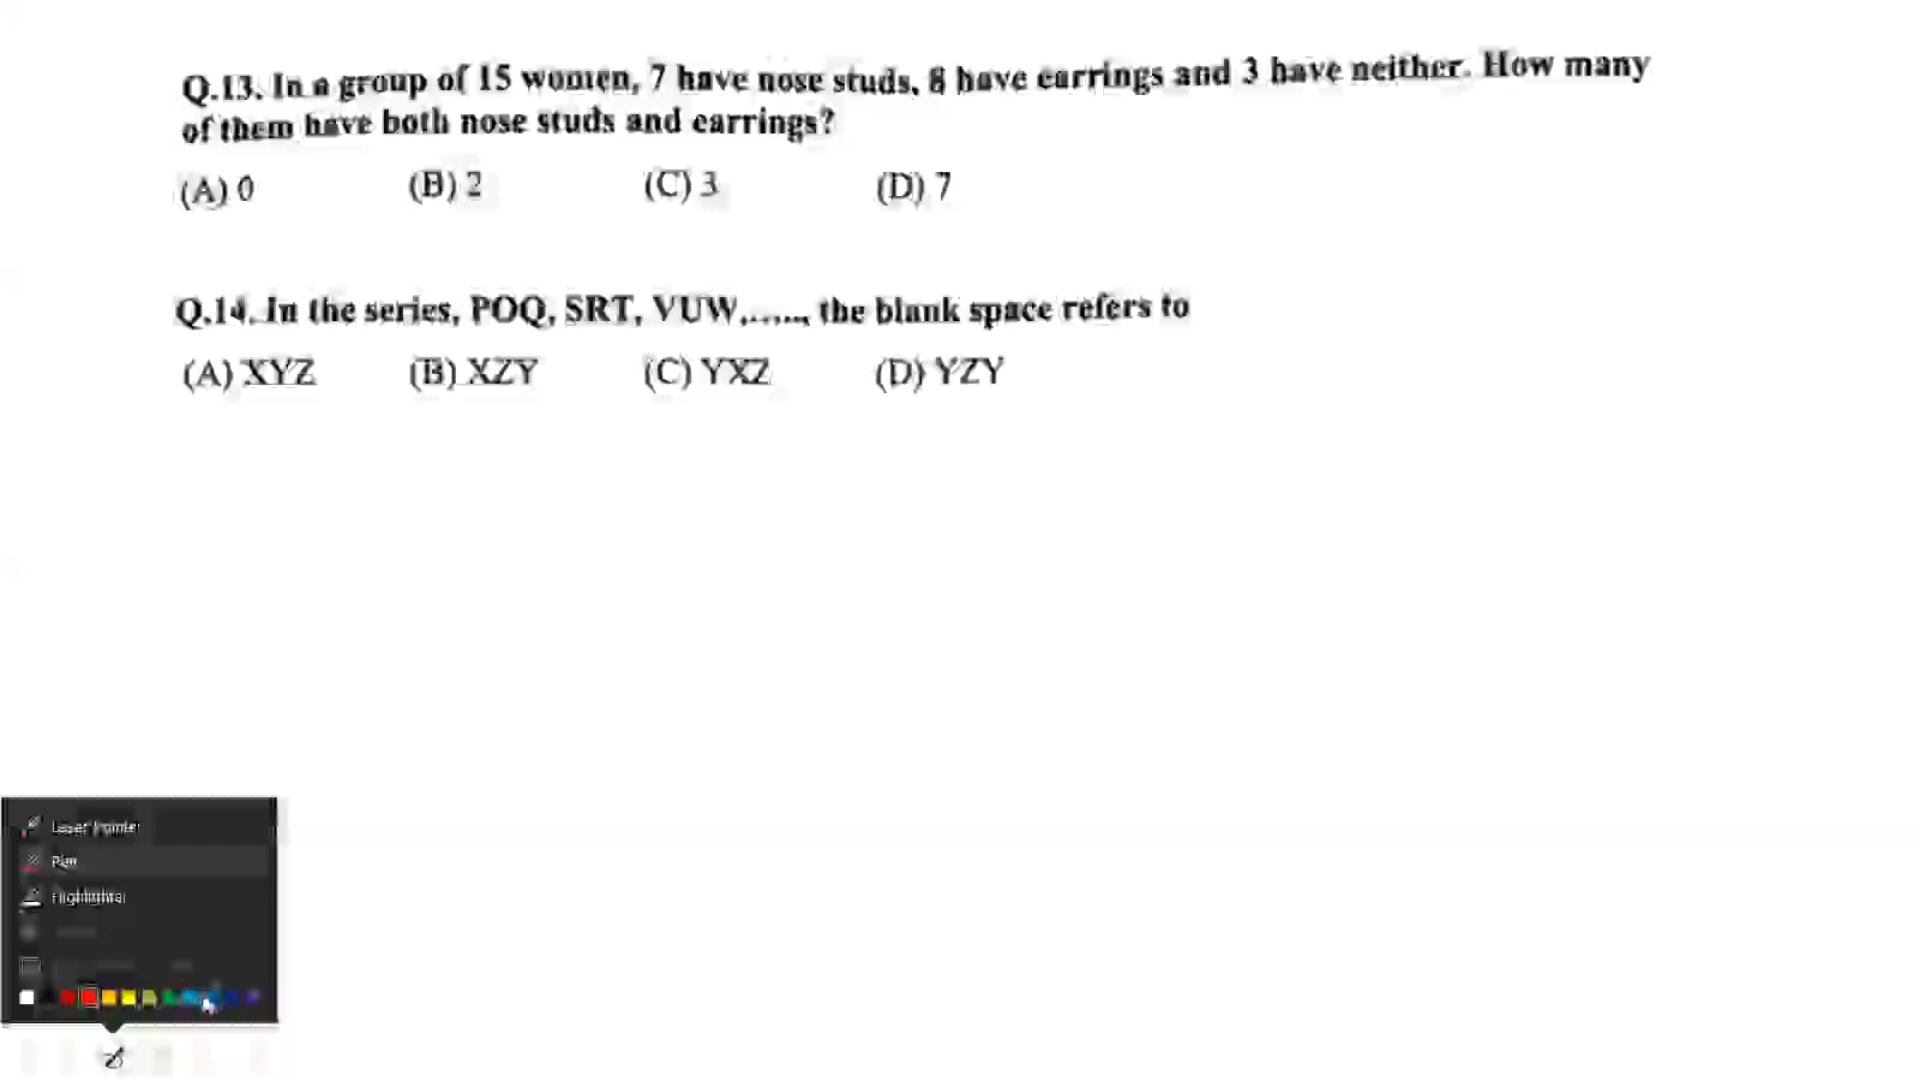 Q.13. In a group of 15 women, 7 have nose studs, 8 have earrings and 3 have neither. How many
of them have both nose studs and earrings?
(A) 0 (B) 2 (C) 3 (D) 7
Q.14. In the series, POQ, SRT, VUW,......, the blank space refers to
(A) XYZ (B) XZY (C) YXZ (D) YZY
Laser Pointer
Pen
Highlighter